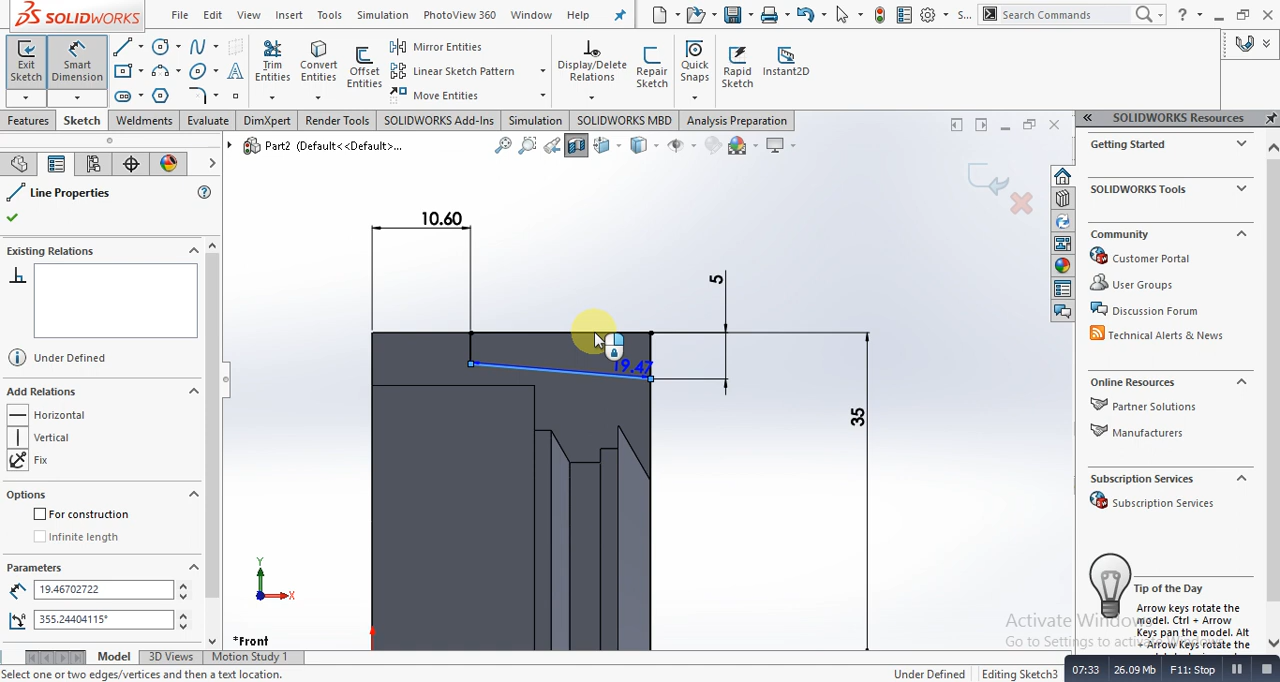 SOLIDWORKS
File Edit View Insert Tools Simulation PhotoView 360 Window Help
S...
Search Commands
Exit Sketch
Smart Dimension
Trim Entities
Convert Entities
Offset Entities
Mirror Entities
Linear Sketch Pattern
Move Entities
Display/Delete Relations
Repair Sketch
Quick Snaps
Rapid Sketch
Instant2D
Features Sketch Weldments Evaluate DimXpert Render Tools SOLIDWORKS Add-Ins Simulation SOLIDWORKS MBD Analysis Preparation
Part2 (Default<<Default>...
Line Properties
Existing Relations
Under Defined
Add Relations
Horizontal
Vertical
Fix
Options
For construction
Infinite length
Parameters
19.46702722
355.24404115°
10.60
5
19.47
35
Y
X
*Front
SOLIDWORKS Resources
Getting Started
SOLIDWORKS Tools
Community
Customer Portal
User Groups
Discussion Forum
Technical Alerts & News
Online Resources
Partner Solutions
Manufacturers
Subscription Services
Subscription Services
Tip of the Day
Arrow keys rotate the
model. Ctrl + Arrow
Keys pan the model. Alt
+ Arrow Keys rotate the
Activate Windows
Go to Settings to activate Windows.
Model 3D Views Motion Study 1
Select one or two edges/vertices and then a text location.
Under Defined Editing Sketch3
07:33 26.09 Mb F11: Stop